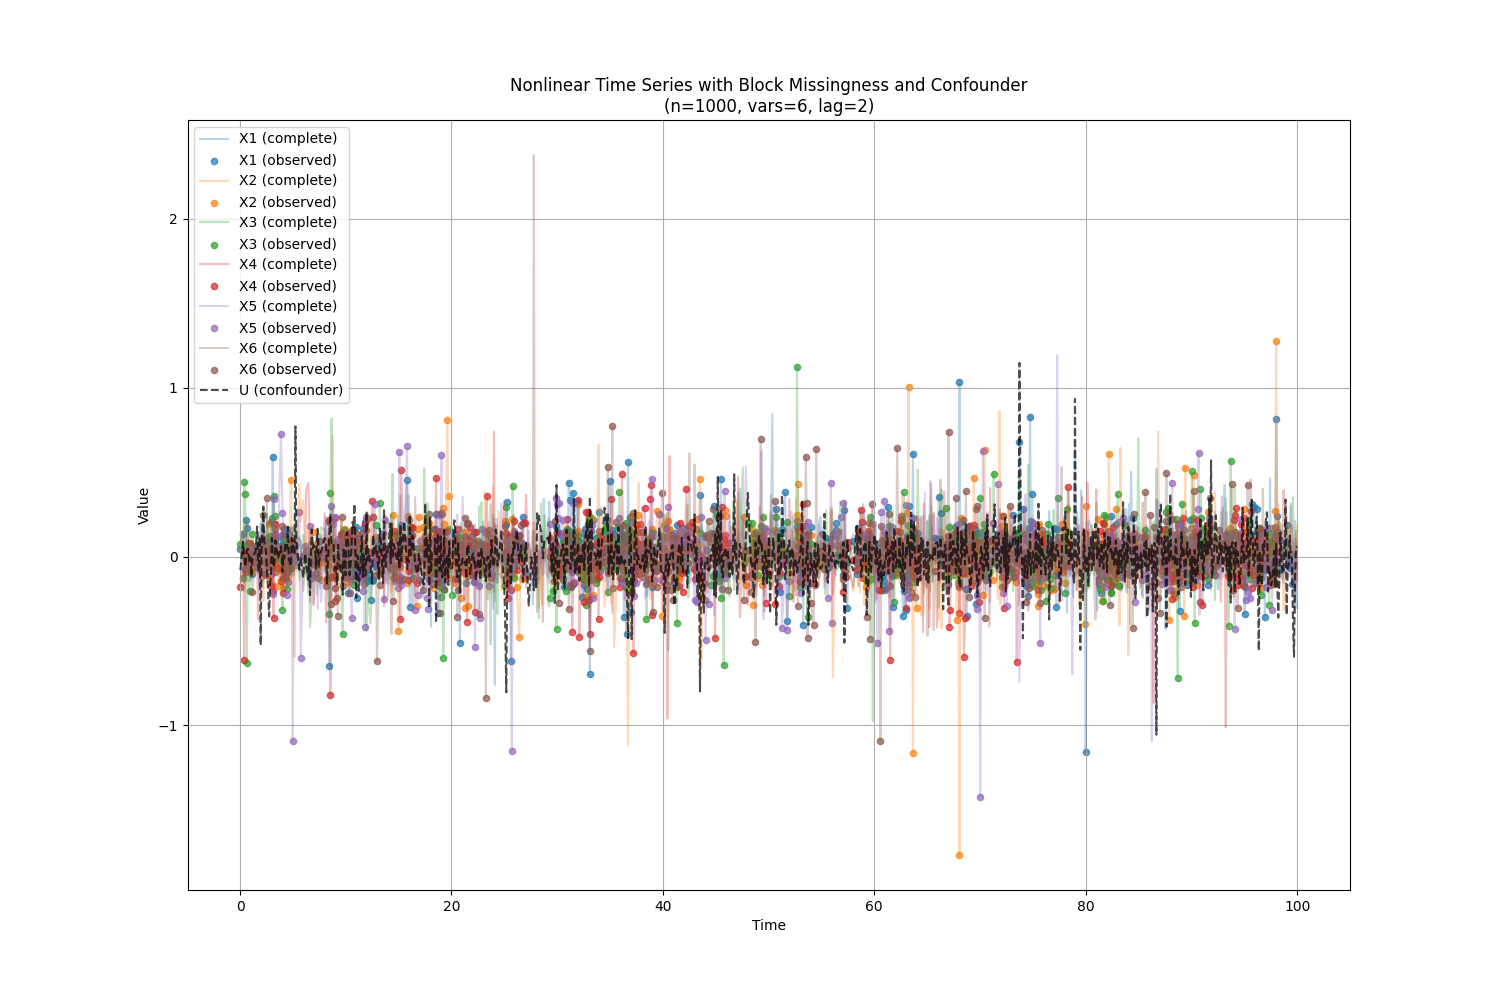 Nonlinear Time Series with Block Missingness and Confounder
(n=1000, vars=6, lag=2)
X1 (complete)
X1 (observed)
X2 (complete)
X2 (observed)
X3 (complete)
X3 (observed)
X4 (complete)
X4 (observed)
X5 (complete)
X5 (observed)
X6 (complete)
X6 (observed)
U (confounder)
2
1
0
−1
Value
0 20 40 60 80 100
Time